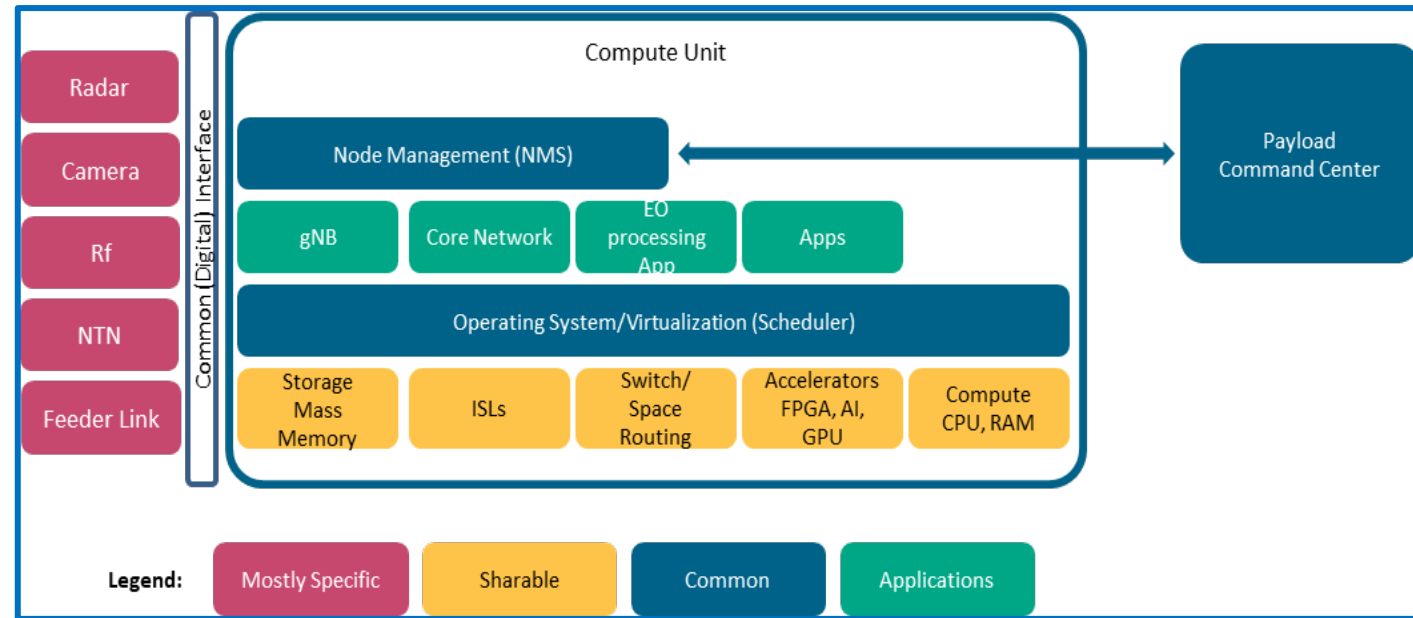 Radar
Camera
Rf
NTN
Feeder Link
Common (Digital) Interface
Compute Unit
Node Management (NMS)
gNB
Core Network
EO
processing
App
Apps
Operating System/Virtualization (Scheduler)
Storage
Mass
Memory
ISLs
Switch/
Space
Routing
Accelerators
FPGA, AI,
GPU
Compute
CPU, RAM
Payload
Command Center
Legend:
Mostly Specific
Sharable
Common
Applications